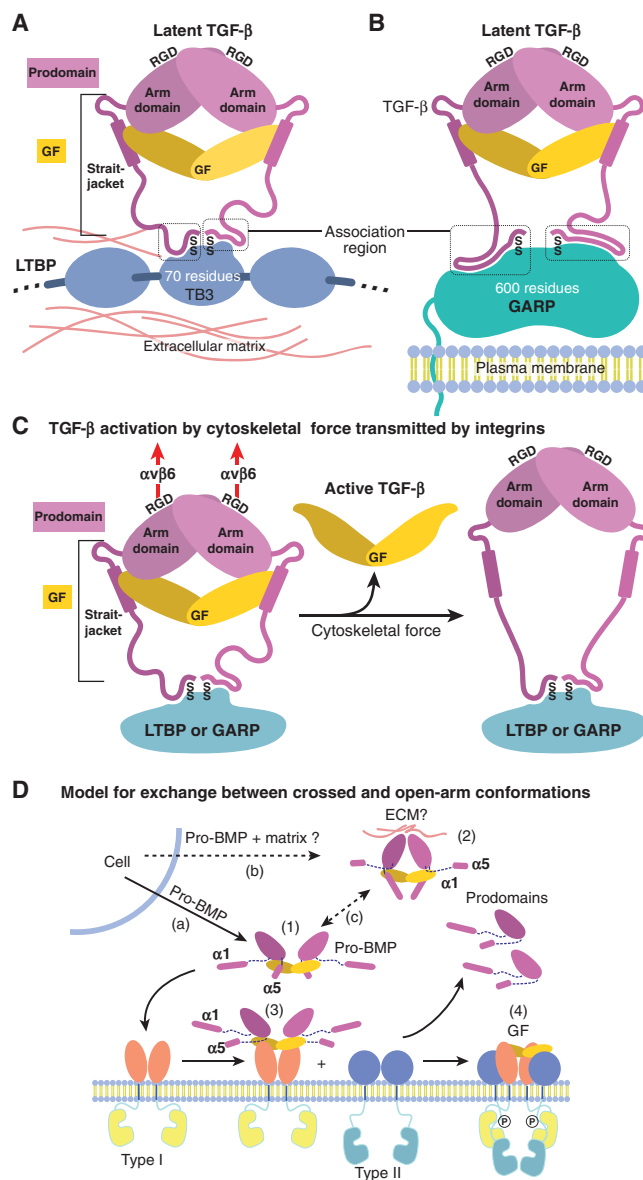 A
Latent TGF-β
RGD
RGD
Prodomain
Arm
domain
Arm
domain
GF
GF
Strait-
jacket
S
S
S
S
LTBP
70 residues
TB3
Extracellular matrix
Association
region
B
Latent TGF-β
RGD
RGD
TGF-β
Arm
domain
Arm
domain
GF
S
S
S
S
600 residues
GARP
Plasma membrane
C
TGF-β activation by cytoskeletal force transmitted by integrins
αvβ6
αvβ6
RGD
RGD
Prodomain
Arm
domain
Arm
domain
GF
GF
Strait-
jacket
S
S
S
S
LTBP or GARP
Active TGF-β
GF
Cytoskeletal force
RGD
RGD
Arm
domain
Arm
domain
S
S
S
S
LTBP or GARP
D
Model for exchange between crossed and open-arm conformations
ECM?
Pro-BMP + matrix ?
(2)
Cell
(b)
α5
α1
Pro-BMP
(a)
(c)
Prodomains
(1)
α1
Pro-BMP
α5
α1
(3)
(4)
α5
GF
+
P
P
Type I
Type II